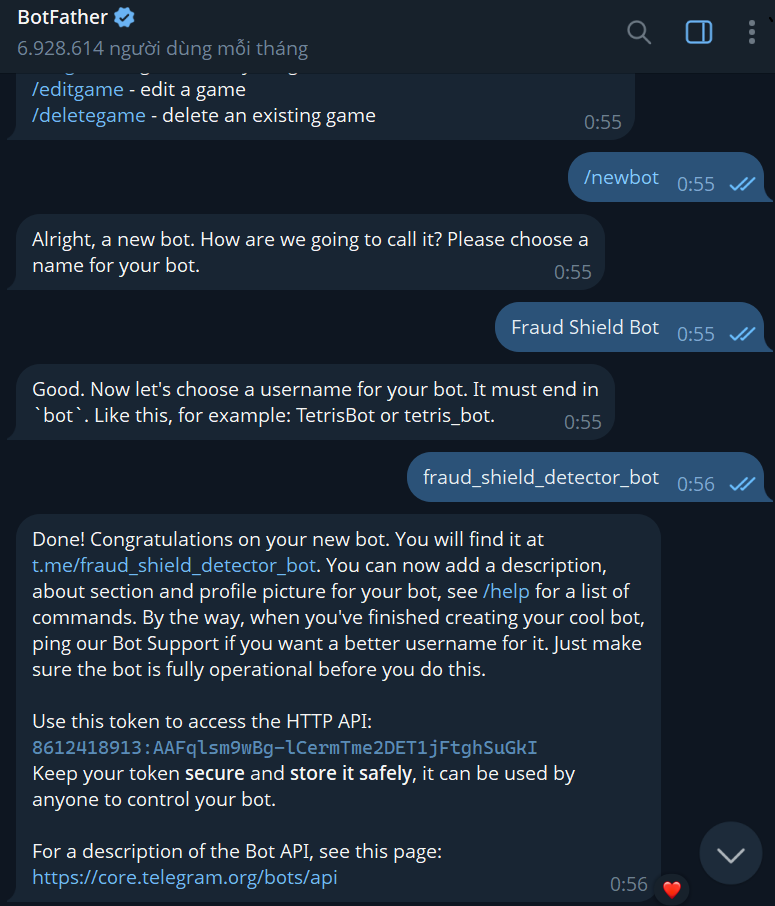 BotFather
6.928.614 người dùng mỗi tháng
/editgame - edit a game
/deletegame - delete an existing game
0:55
/newbot 0:55
Alright, a new bot. How are we going to call it? Please choose a
name for your bot.
0:55
Fraud Shield Bot 0:55
Good. Now let's choose a username for your bot. It must end in
`bot`. Like this, for example: TetrisBot or tetris_bot.
0:55
fraud_shield_detector_bot 0:56
Done! Congratulations on your new bot. You will find it at
t.me/fraud_shield_detector_bot. You can now add a description,
about section and profile picture for your bot, see /help for a list of
commands. By the way, when you've finished creating your cool bot,
ping our Bot Support if you want a better username for it. Just make
sure the bot is fully operational before you do this.
Use this token to access the HTTP API:
8612418913:AAFqlsm9wBg-lCermTme2DET1jFtghSuGkI
Keep your token secure and store it safely, it can be used by
anyone to control your bot.
For a description of the Bot API, see this page:
https://core.telegram.org/bots/api
0:56